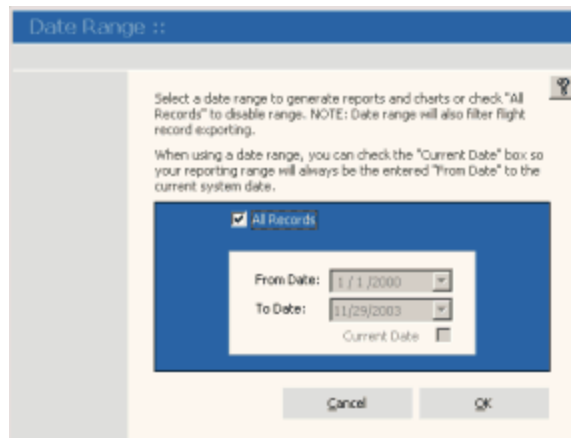 Date Range ::
Select a date range to generate reports and charts or check "All
Records" to disable range. NOTE: Date range will also filter flight
record exporting.
When using a date range, you can check the "Current Date" box so
your reporting range will always be the entered "From Date" to the
current system date.
All Records
From Date: 1 / 1 /2000
To Date: 11/29/2003
Current Date
Cancel OK
?